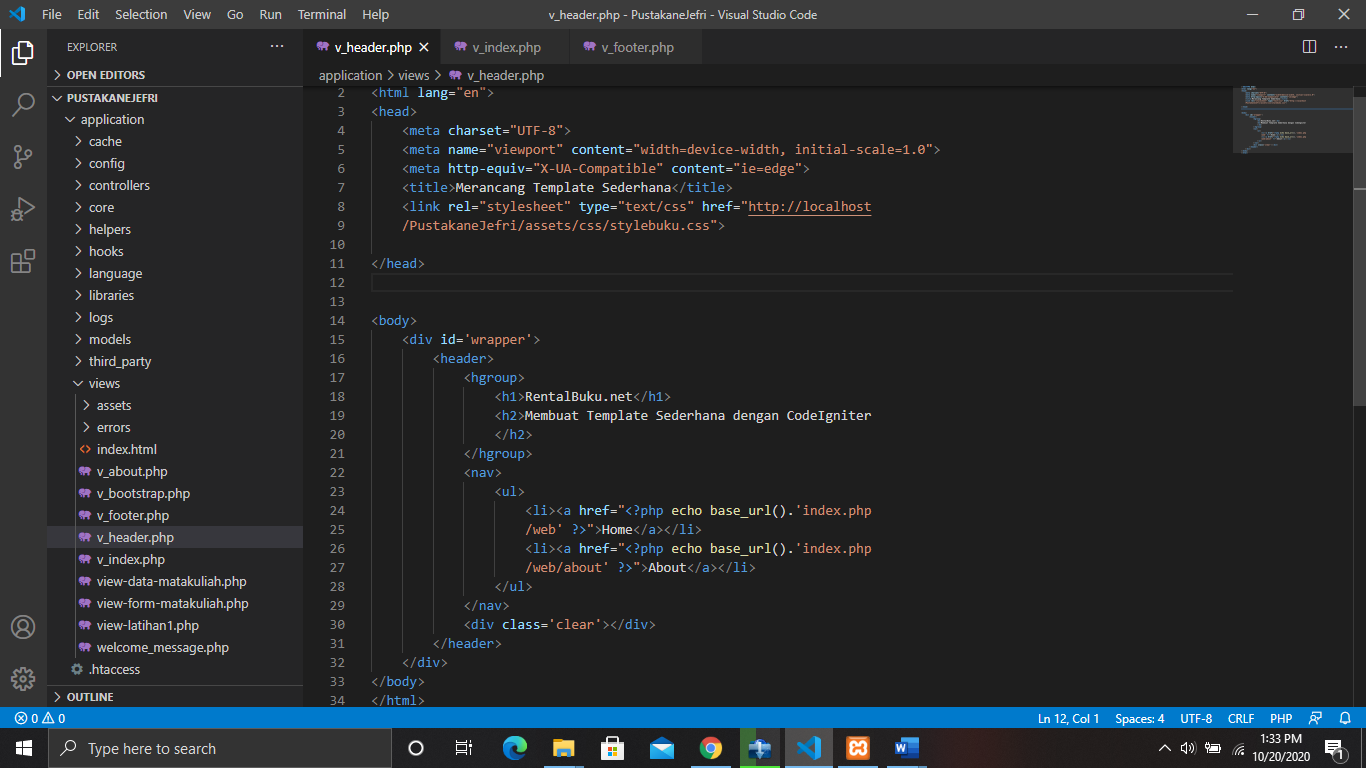 File Edit Selection View Go Run Terminal Help v_header.php - PustakaneJefri - Visual Studio Code
EXPLORER
OPEN EDITORS
PUSTAKANEJEFRI
application
cache
config
controllers
core
helpers
hooks
language
libraries
logs
models
third_party
views
assets
errors
index.html
v_about.php
v_bootstrap.php
v_footer.php
v_header.php
v_index.php
view-data-matakuliah.php
view-form-matakuliah.php
view-latihan1.php
welcome_message.php
.htaccess
OUTLINE
v_header.php v_index.php v_footer.php
application > views > v_header.php
2 <html lang="en">
3 <head>
4 <meta charset="UTF-8">
5 <meta name="viewport" content="width=device-width, initial-scale=1.0">
6 <meta http-equiv="X-UA-Compatible" content="ie=edge">
7 <title>Merancang Template Sederhana</title>
8 <link rel="stylesheet" type="text/css" href="http://localhost
9 /PustakaneJefri/assets/css/stylebuku.css">
10
11 </head>
12
13
14 <body>
15 <div id='wrapper'>
16 <header>
17 <hgroup>
18 <h1>RentalBuku.net</h1>
19 <h2>Membuat Template Sederhana dengan CodeIgniter
20 </h2>
21 </hgroup>
22 <nav>
23 <ul>
24 <li><a href="<?php echo base_url().'index.php
25 /web' ?>">Home</a></li>
26 <li><a href="<?php echo base_url().'index.php
27 /web/about' ?>">About</a></li>
28 </ul>
29 </nav>
30 <div class='clear'></div>
31 </header>
32 </div>
33 </body>
34 </html>
0 0 Ln 12, Col 1 Spaces: 4 UTF-8 CRLF PHP
Type here to search
1:33 PM
10/20/2020
1